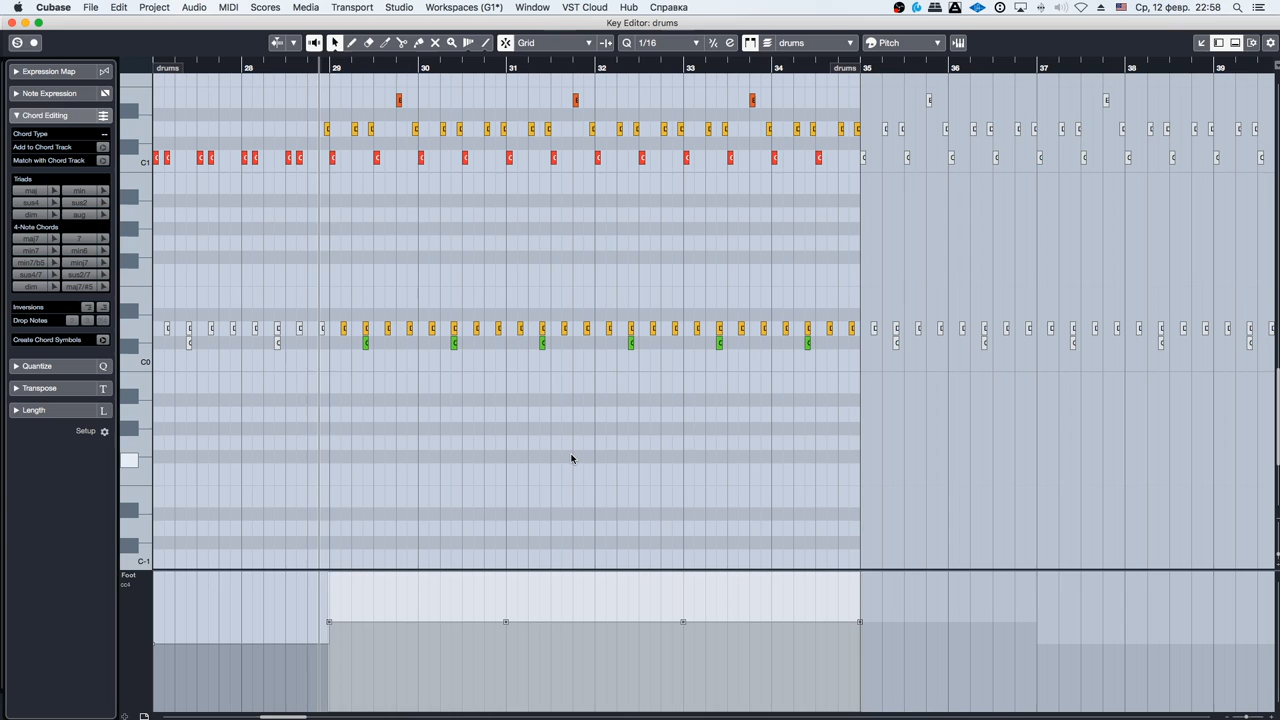 Cubase File Edit Project Audio MIDI Scores Media Transport Studio Workspaces (G1*) Window VST Cloud Hub Справка Ср, 12 февр. 22:58
Key Editor: drums
Grid 1/16 drums Pitch
drums 28 29 30 31 32 33 34 drums 35 36 37 38 39
Expression Map
Note Expression
Chord Editing
Chord Type --
Add to Chord Track
Match with Chord Track
Triads
maj min
sus4 sus2
dim aug
4-Note Chords
maj7 7
min7 min6
min7/b5 minj7
sus4/7 sus2/7
dim maj7/#5
Inversions
Drop Notes
Create Chord Symbols
Quantize Q
Transpose T
Length L
Setup
C1
C0
C-1
Foot
cc4